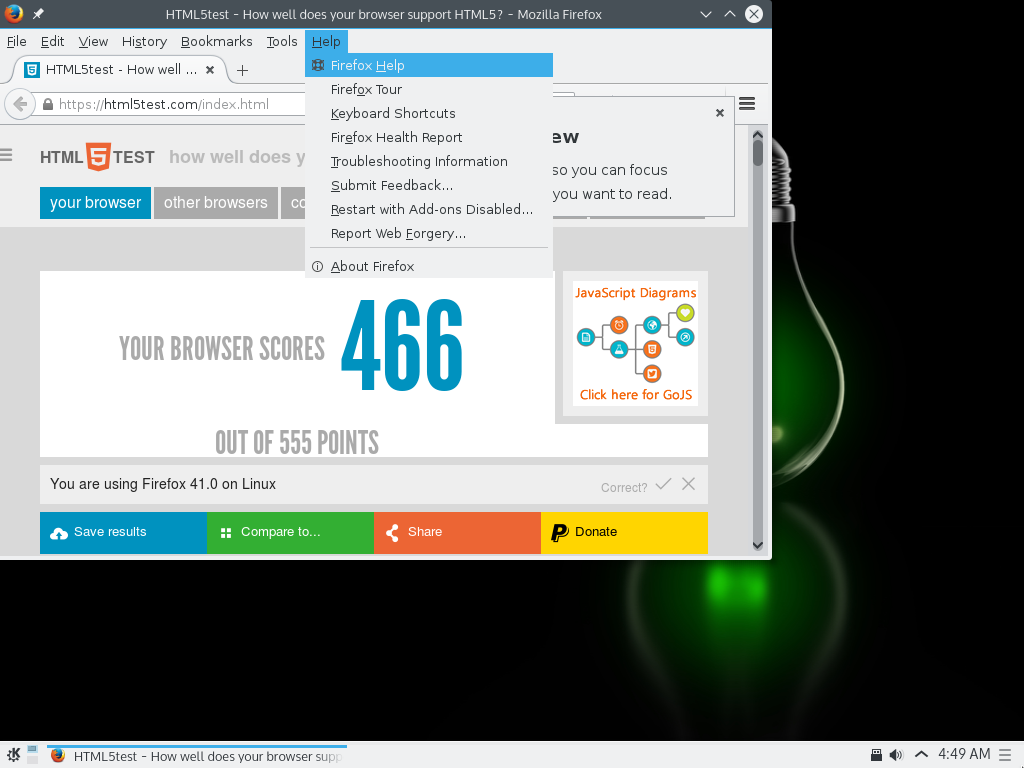 HTML5test - How well does your browser support HTML5? - Mozilla Firefox
File Edit View History Bookmarks Tools Help
HTML5test - How well ...
Firefox Help
Firefox Tour
Keyboard Shortcuts
Firefox Health Report
Troubleshooting Information
Submit Feedback...
Restart with Add-ons Disabled...
Report Web Forgery...
About Firefox
https://html5test.com/index.html
ew
so you can focus
you want to read.
HTML 5 TEST how well does y
your browser other browsers co
YOUR BROWSER SCORES 466
OUT OF 555 POINTS
JavaScript Diagrams
Click here for GoJS
You are using Firefox 41.0 on Linux
Correct?
Save results Compare to... Share Donate
HTML5test - How well does your browser supp
4:49 AM